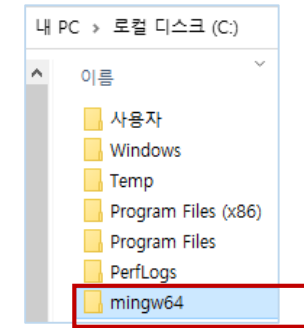 내 PC > 로컬 디스크 (C:)
이름
사용자
Windows
Temp
Program Files (x86)
Program Files
PerfLogs
mingw64